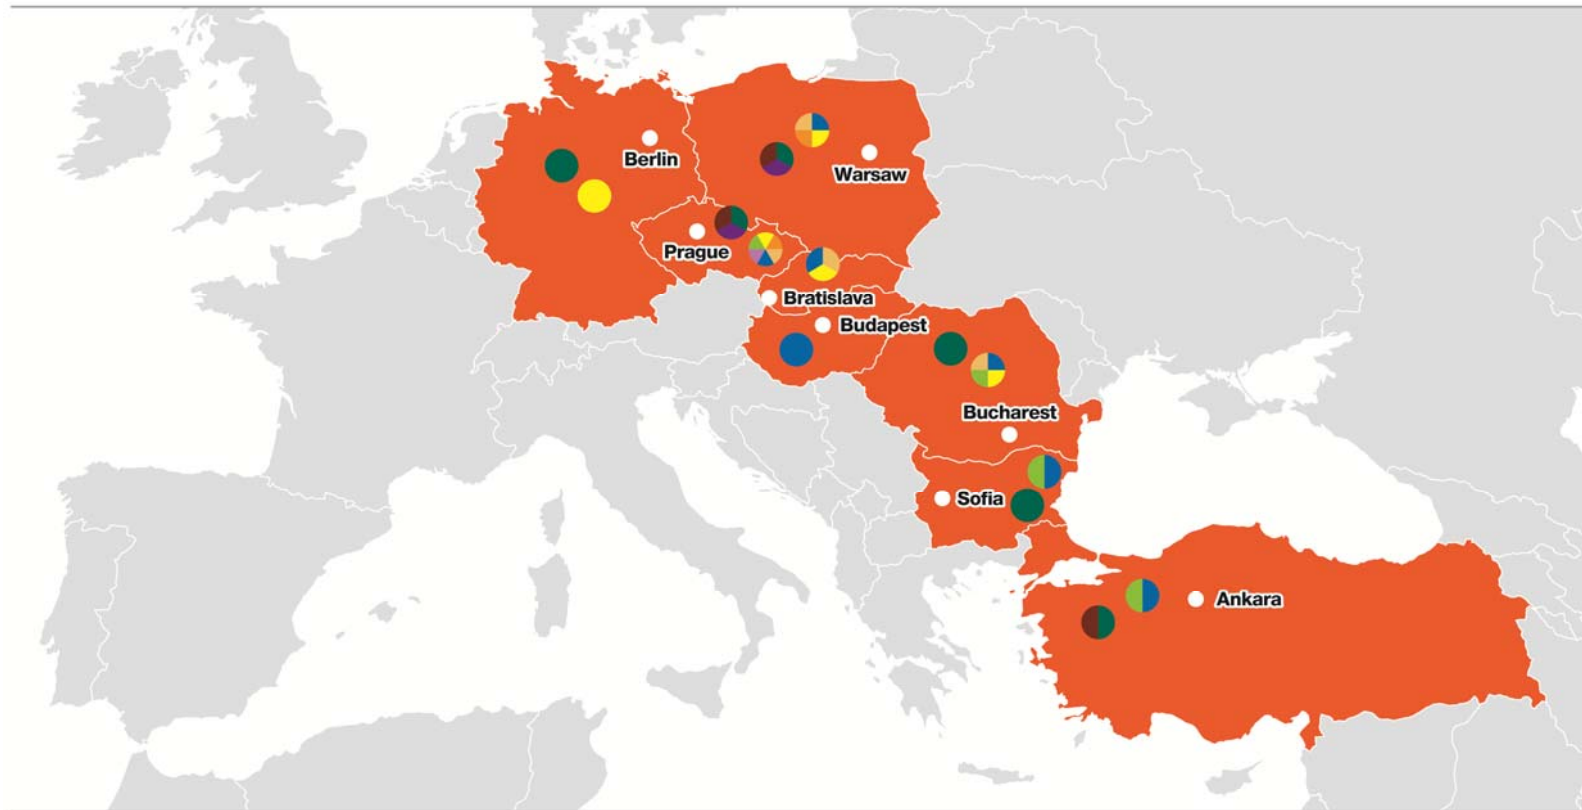 Berlin
Warsaw
Prague
Bratislava
Budapest
Bucharest
Sofia
Ankara